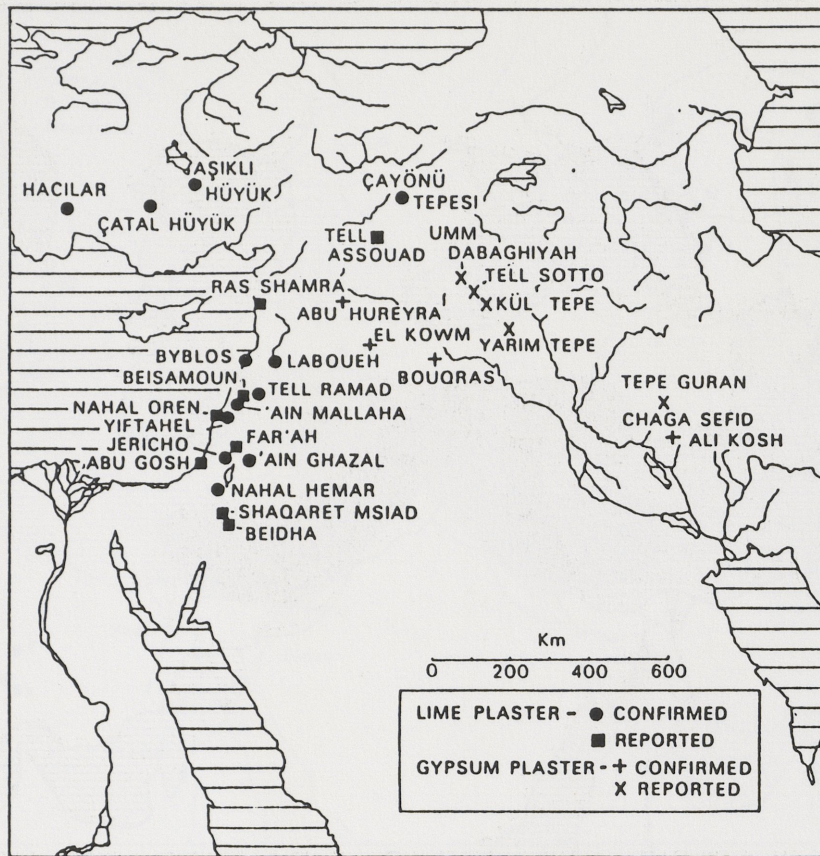 AŞIKLI
HÜYÜK
HACILAR
ÇATAL HÜYÜK
ÇAYÖNÜ
TEPESI
TELL
ASSOUAD
UMM
DABAGHIYAH
TELL SOTTO
KÜL TEPE
YARIM TEPE
RAS SHAMRA
ABU HUREYRA
EL KOWM
BOUQRAS
BYBLOS
LABOUEH
BEISAMOUN
TELL RAMAD
NAHAL OREN
'AIN MALLAHA
YIFTAHEL
JERICHO
FAR'AH
ABU GOSH
'AIN GHAZAL
NAHAL HEMAR
SHAQARET MSIAD
BEIDHA
TEPE GURAN
CHAGA SEFID
ALI KOSH
Km
0 200 400 600
LIME PLASTER - ● CONFIRMED
■ REPORTED
GYPSUM PLASTER - + CONFIRMED
X REPORTED